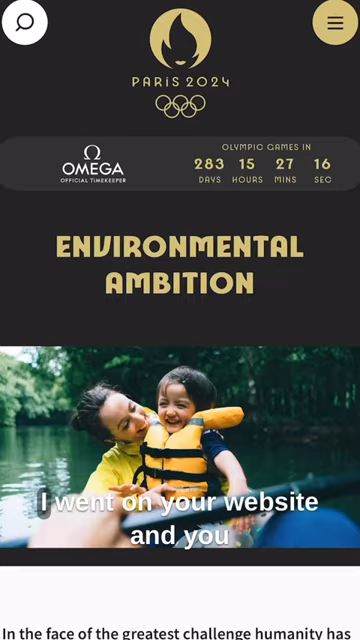 PARIS 2024
OLYMPIC GAMES IN
OMEGA
OFFICIAL TIMEKEEPER
283 15 27 16
DAYS HOURS MINS SEC
ENVIRONMENTAL
AMBITION
I went on your website
and you
In the face of the greatest challenge humanity has